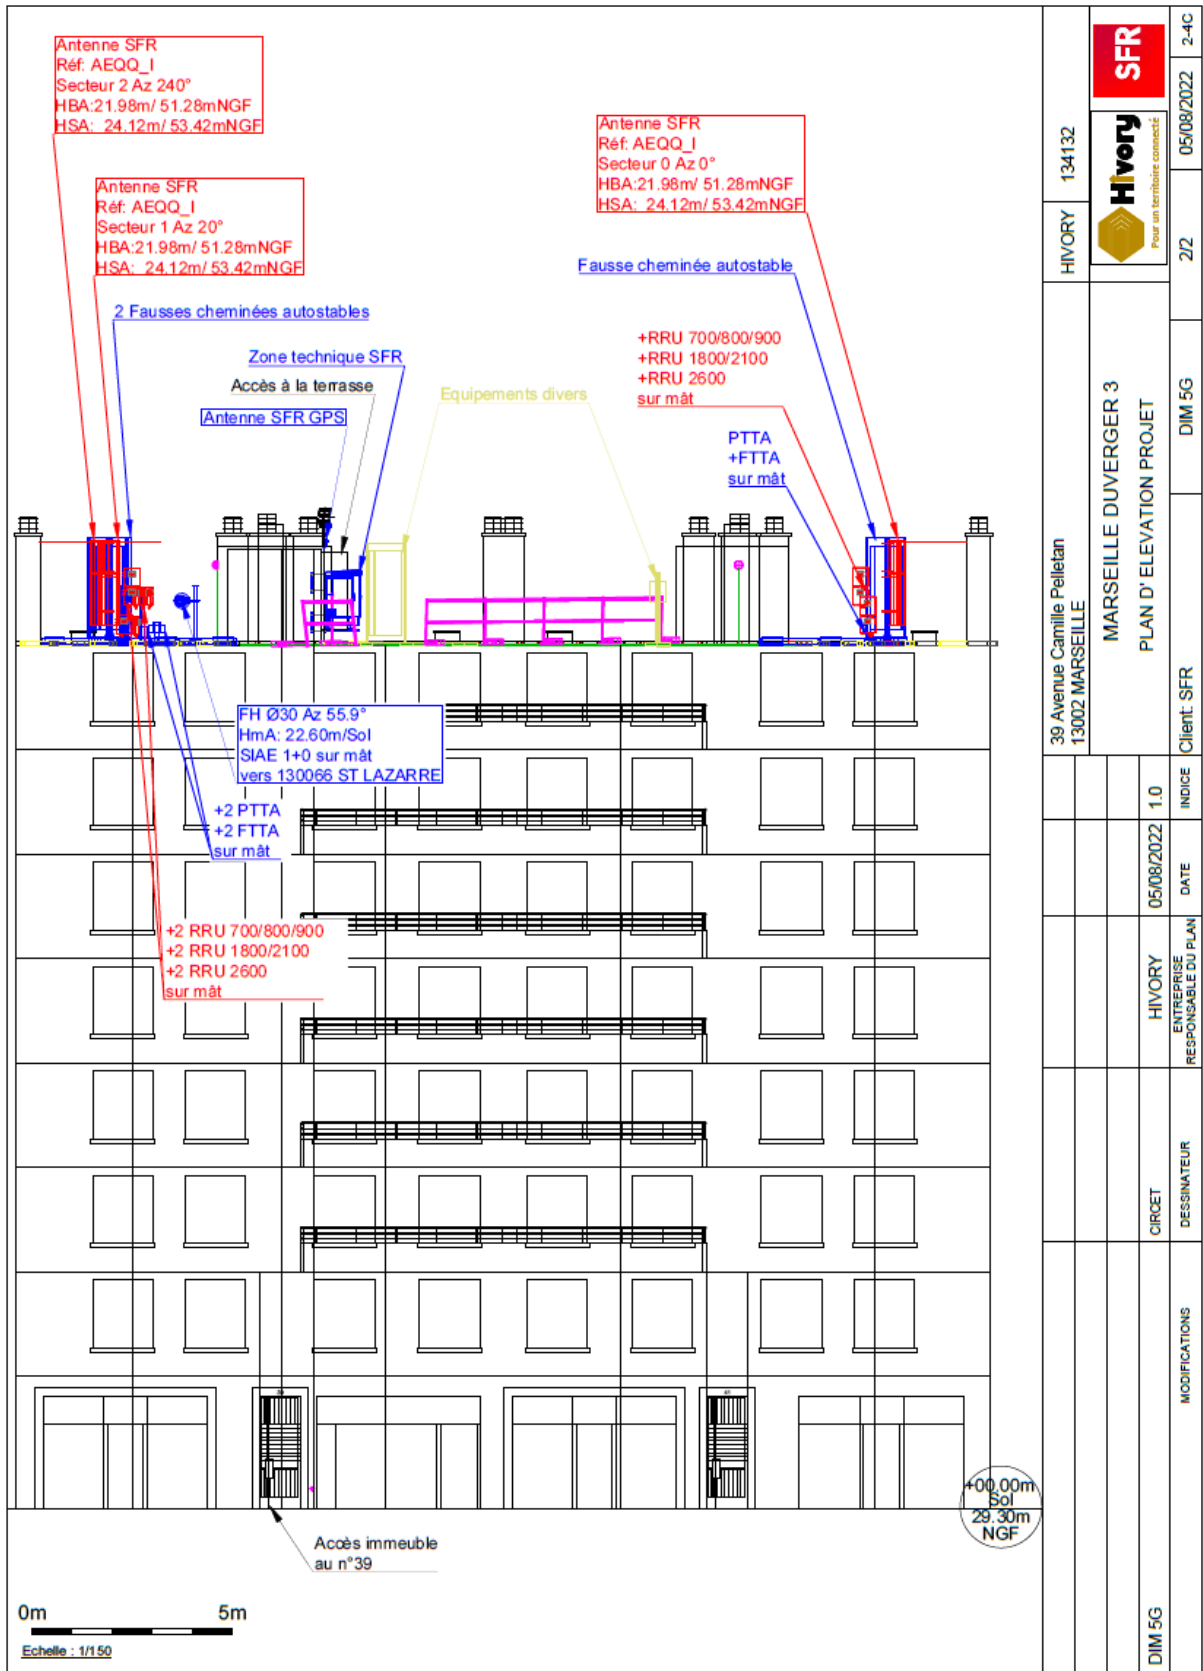 Antenne SFR
Réf: AEQQ_I
Secteur 2 Az 240°
HBA:21.98m/ 51.28mNGF
HSA: 24.12m/ 53.42mNGF
Antenne SFR
Réf: AEQQ_I
Secteur 1 Az 20°
HBA:21.98m/ 51.28mNGF
HSA: 24.12m/ 53.42mNGF
Antenne SFR
Réf: AEQQ_I
Secteur 0 Az 0°
HBA:21.98m/ 51.28mNGF
HSA: 24.12m/ 53.42mNGF
2 Fausses cheminées autostables
Fausse cheminée autostable
Zone technique SFR
Accès à la terrasse
Antenne SFR GPS
Equipements divers
+RRU 700/800/900
+RRU 1800/2100
+RRU 2600
sur mât
PTTA
+FTTA
sur mât
FH Ø30 Az 55.9°
HmA: 22.60m/Sol
SIAE 1+0 sur mât
vers 130066 ST LAZARRE
+2 PTTA
+2 FTTA
sur mât
+2 RRU 700/800/900
+2 RRU 1800/2100
+2 RRU 2600
sur mât
+00.00m
Sol
29.30m
NGF
Accès immeuble
au n°39
0m 5m
Echelle : 1/150
39 Avenue Camille Pelletan
13002 MARSEILLE
HIVORY
134132
SFR
Hivory
Pour un territoire connecté
MARSEILLE DUVERGER 3
PLAN D' ELEVATION PROJET
Client: SFR
DIM 5G
2/2
05/08/2022
2-4C
DIM 5G
CIRCET
HIVORY
05/08/2022
1.0
MODIFICATIONS
DESSINATEUR
ENTREPRISE
RESPONSABLE DU PLAN
DATE
INDICE